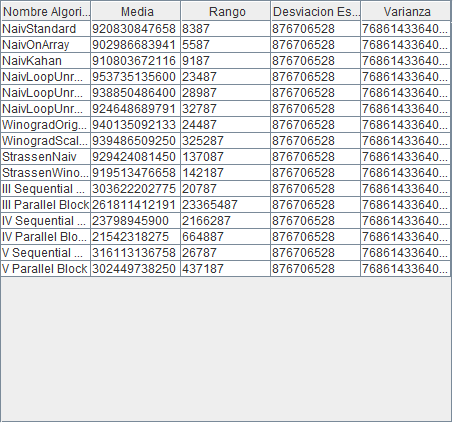 Nombre Algori... Media Rango Desviacion Es... Varianza
NaivStandard 920830847658 8387 876706528 76861433640...
NaivOnArray 902986683941 5587 876706528 76861433640...
NaivKahan 910803672116 9187 876706528 76861433640...
NaivLoopUnr... 953735135600 23487 876706528 76861433640...
NaivLoopUnr... 938850486400 28987 876706528 76861433640...
NaivLoopUnr... 924648689791 32787 876706528 76861433640...
WinogradOrig... 940135092133 24487 876706528 76861433640...
WinogradScal... 939486509250 325287 876706528 76861433640...
StrassenNaiv 929424081450 137087 876706528 76861433640...
StrassenWino... 919513476658 142187 876706528 76861433640...
III Sequential ... 303622202775 20787 876706528 76861433640...
III Parallel Block 261811412191 23365487 876706528 76861433640...
IV Sequential ... 23798945900 2166287 876706528 76861433640...
IV Parallel Blo... 21542318275 664887 876706528 76861433640...
V Sequential ... 316113136758 26787 876706528 76861433640...
V Parallel Block 302449738250 437187 876706528 76861433640...